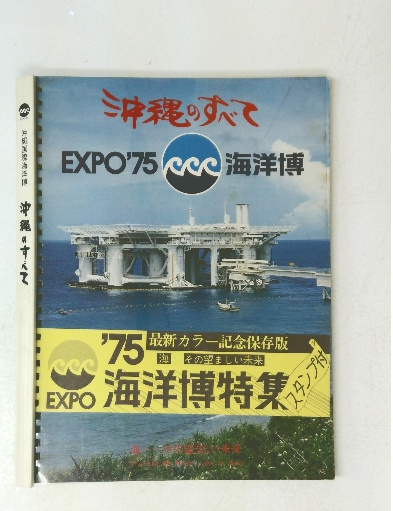 沖縄国際海洋博
沖縄のすべて
沖縄のすべて
EXPO'75 海洋博
'75 最新カラー記念保存版
海 その望ましい未来
EXPO 海洋博特集
スタンプ付